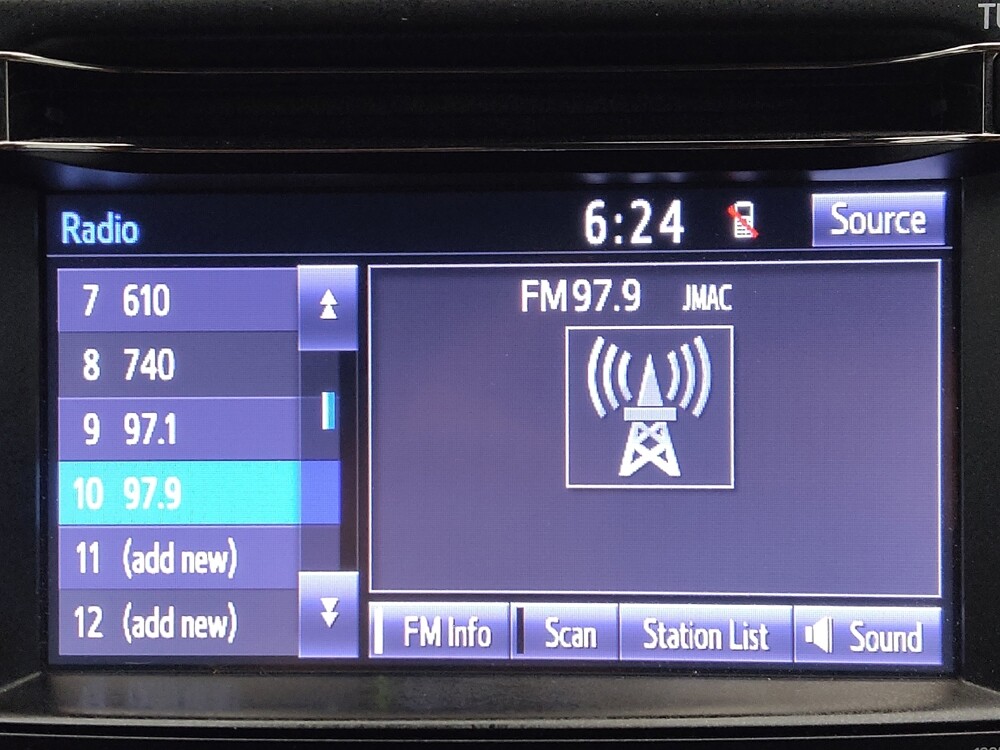 Radio
6:24
Source
7 610
8 740
9 97.1
10 97.9
11 (add new)
12 (add new)
FM 97.9 JMAC
FM Info
Scan
Station List
Sound